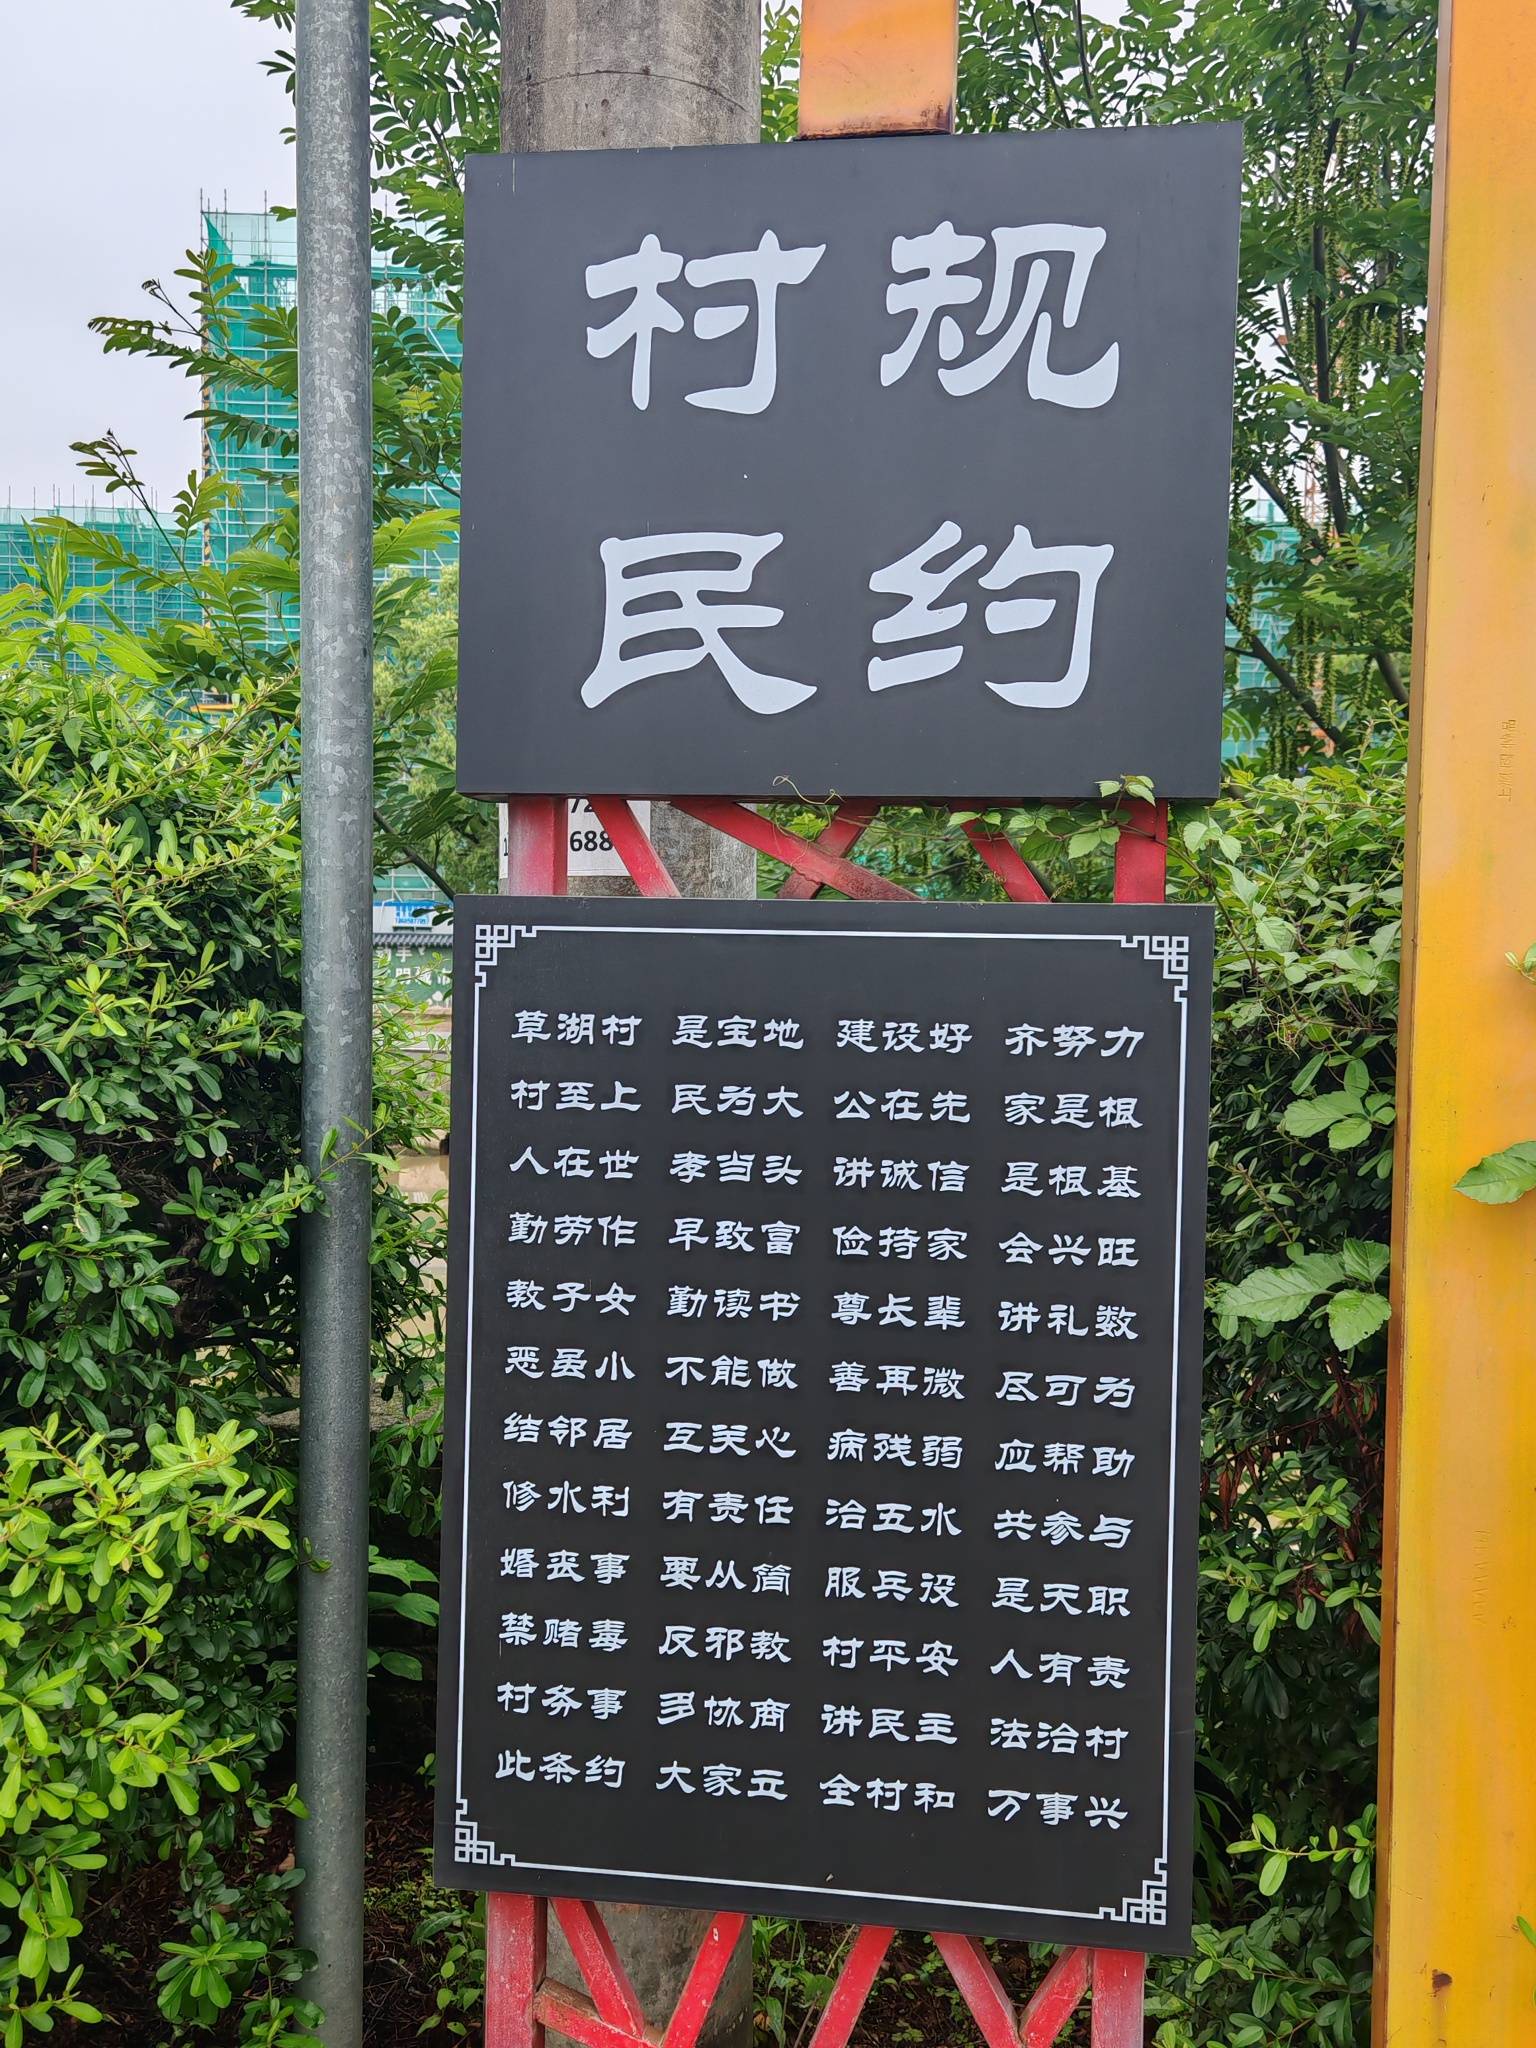 村规
民约
688
草湖村 是宝地 建设好 齐努力
村至上 民为大 公在先 家是根
人在世 孝当头 讲诚信 是根基
勤劳作 早致富 俭持家 会兴旺
教子女 勤读书 尊长辈 讲礼数
恶虽小 不能做 善再微 尽可为
结邻居 互关心 病残弱 应帮助
修水利 有责任 治五水 共参与
婚丧事 要从简 服兵役 是天职
禁赌毒 反邪教 村平安 人有责
村务事 多协商 讲民主 法治村
此条约 大家立 全村和 万事兴